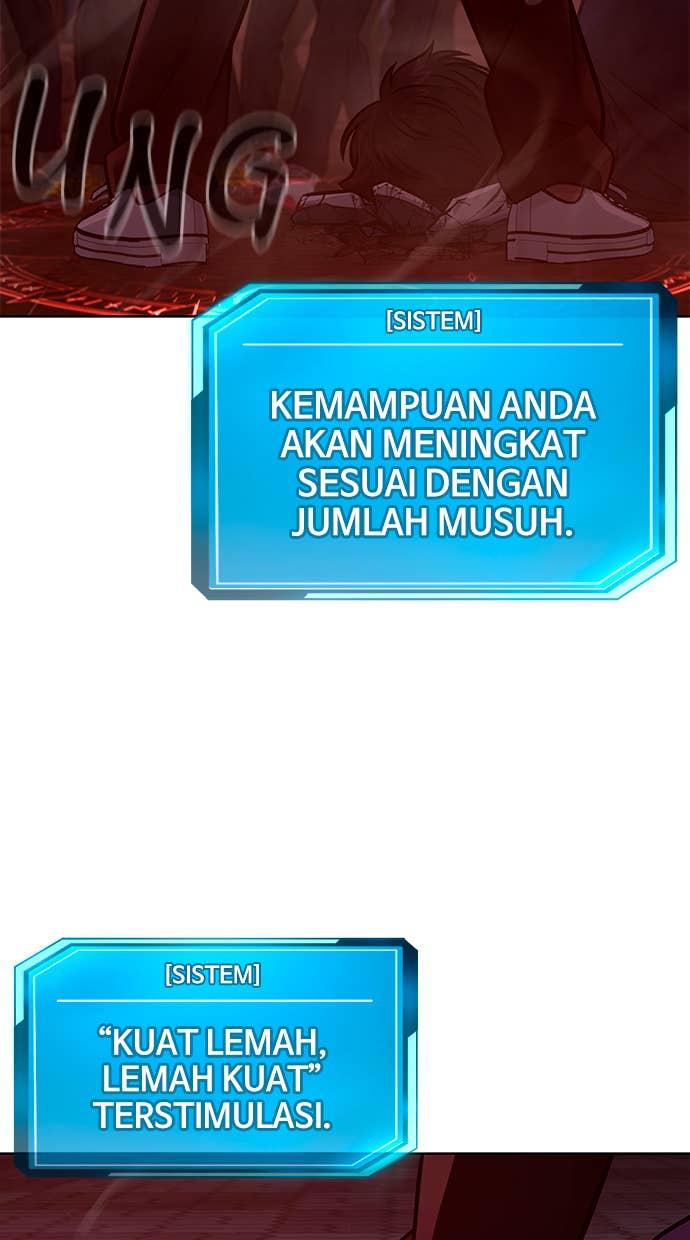 UNG
[SISTEM]
KEMAMPUAN ANDA
AKAN MENINGKAT
SESUAI DENGAN
JUMLAH MUSUH.
[SISTEM]
“KUAT LEMAH,
LEMAH KUAT”
TERSTIMULASI.